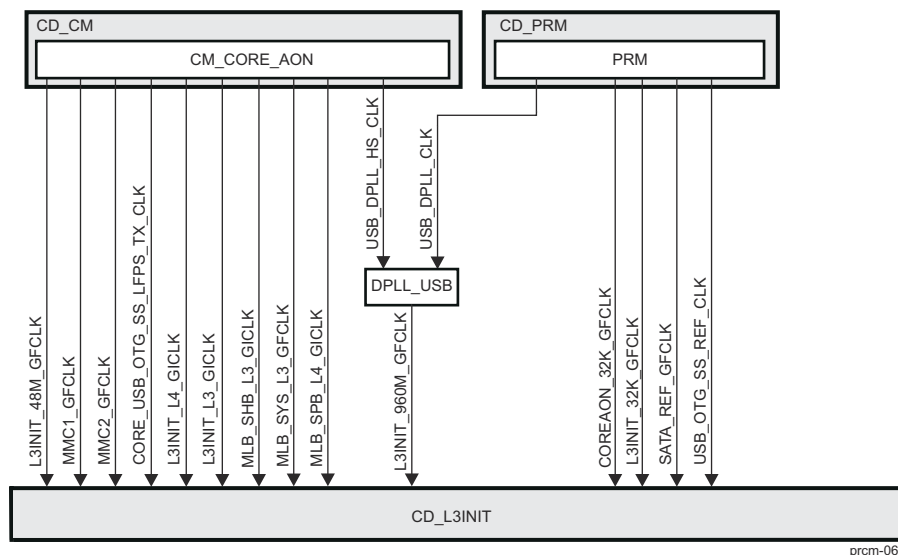 CD_CM
CM_CORE_AON
CD_PRM
PRM
USB_DPLL_HS_CLK
USB_DPLL_CLK
DPLL_USB
L3INIT_48M_GFCLK
MMC1_GFCLK
MMC2_GFCLK
CORE_USB_OTG_SS_LFPS_TX_CLK
L3INIT_L4_GICLK
L3INIT_L3_GICLK
MLB_SHB_L3_GICLK
MLB_SYS_L3_GFCLK
MLB_SPB_L4_GICLK
L3INIT_960M_GFCLK
COREAON_32K_GFCLK
L3INIT_32K_GFCLK
SATA_REF_GFCLK
USB_OTG_SS_REF_CLK
CD_L3INIT
prcm-06